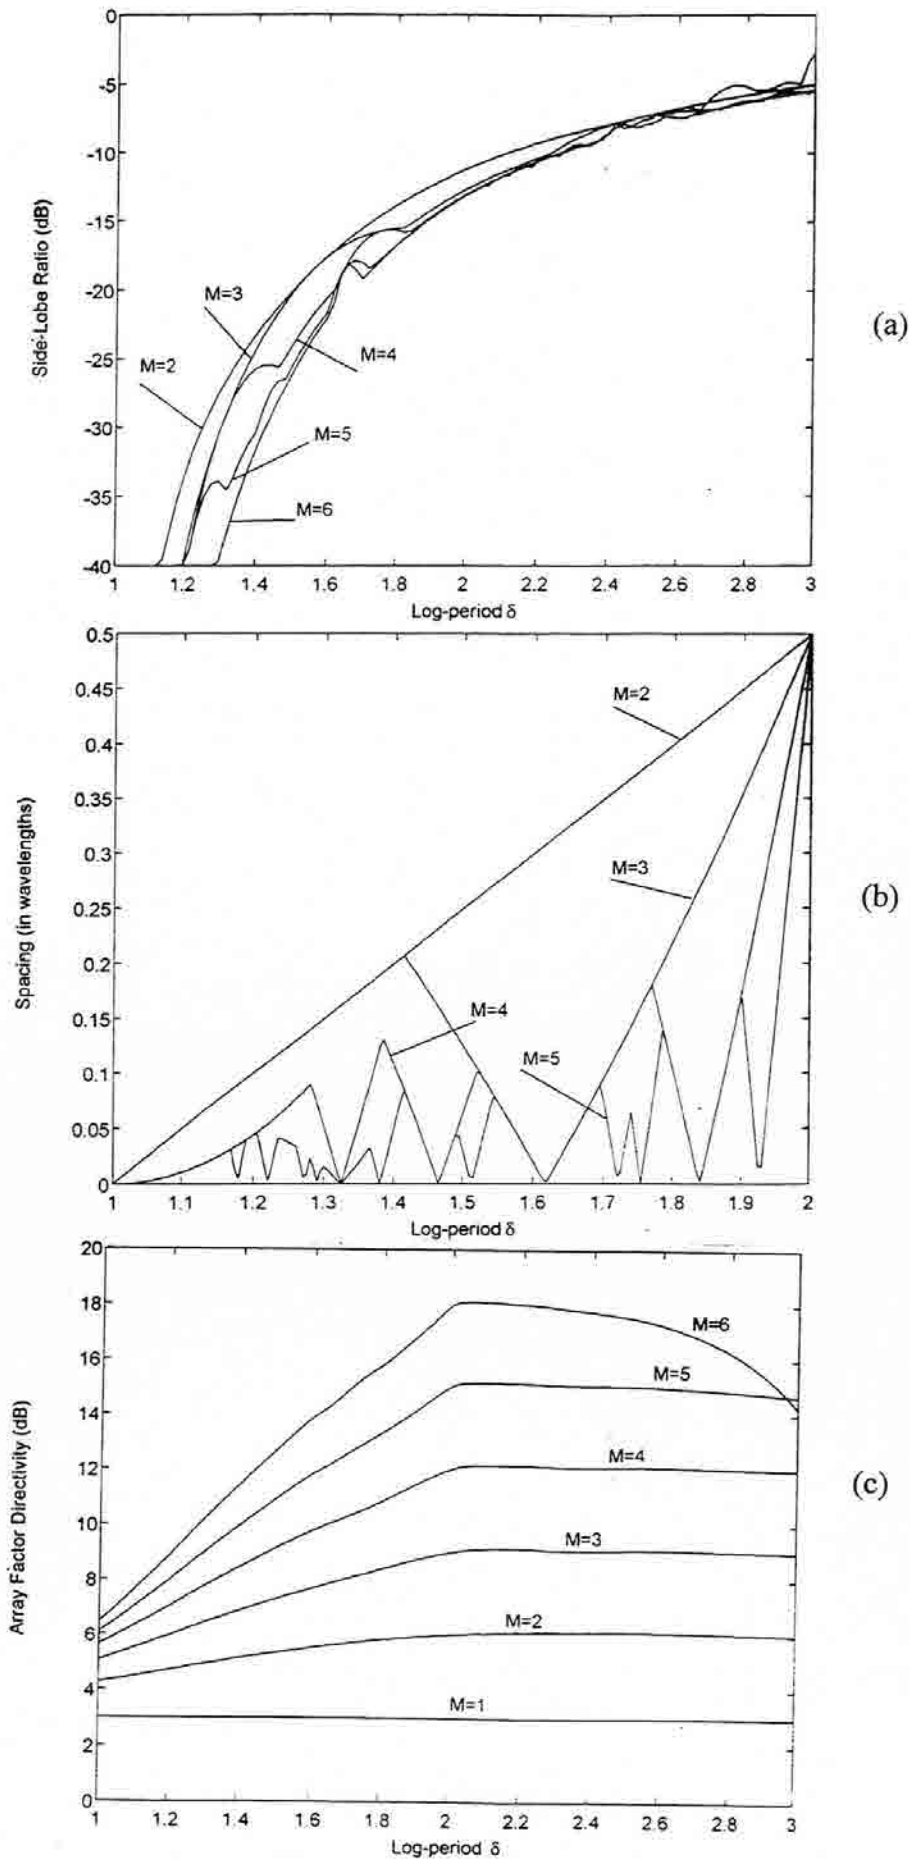 0
-5
-10
-15
-20
-25
-30
-35
-40
Side-Lobe Ratio (dB)
M=3
M=2
M=4
M=5
M=6
1 1.2 1.4 1.6 1.8 2 2.2 2.4 2.6 2.8 3
Log-period δ
(a)
0.5
0.45
0.4
0.35
0.3
0.25
0.2
0.15
0.1
0.05
0
Spacing (in wavelengths)
M=2
M=3
M=4
M=5
1 1.1 1.2 1.3 1.4 1.5 1.6 1.7 1.8 1.9 2
Log-period δ
(b)
20
18
16
14
12
10
8
6
4
2
0
Array Factor Directivity (dB)
M=6
M=5
M=4
M=3
M=2
M=1
1 1.2 1.4 1.6 1.8 2 2.2 2.4 2.6 2.8 3
Log-period δ
(c)